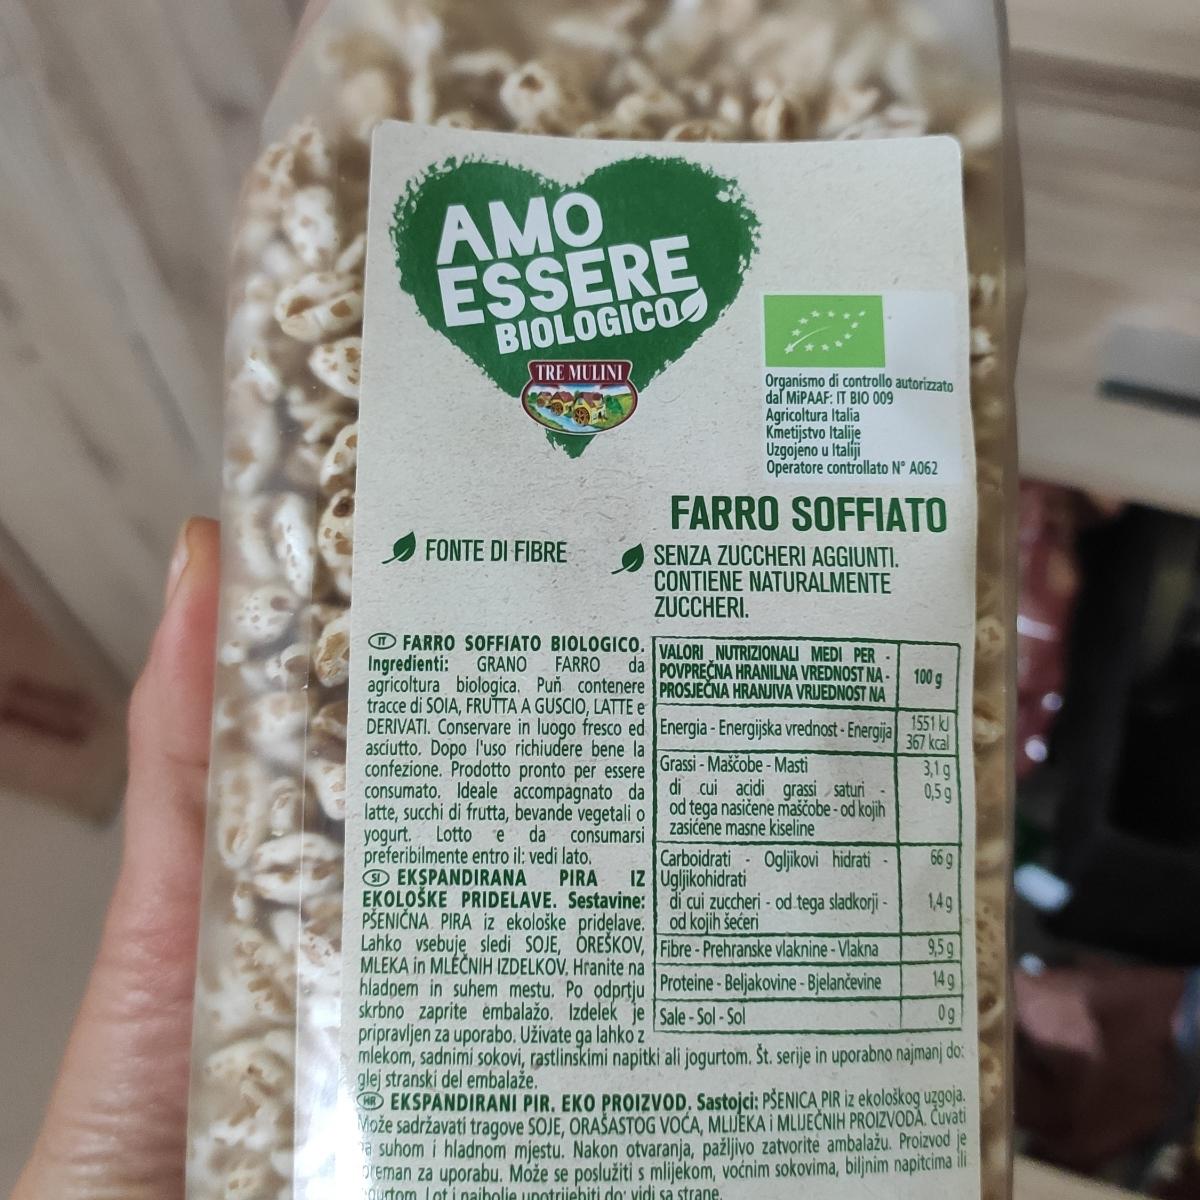 AMO
ESSERE
BIOLOGICO
TRE MULINI
Organismo di controllo autorizzato
dal MiPAAF: IT BIO 009
Agricoltura Italia
Kmetijstvo Italije
Uzgojeno u Italiji
Operatore controllato N° A062
FARRO SOFFIATO
FONTE DI FIBRE
SENZA ZUCCHERI AGGIUNTI.
CONTIENE NATURALMENTE
ZUCCHERI.
IT FARRO SOFFIATO BIOLOGICO.
Ingredienti: GRANO FARRO da
agricoltura biologica. Puň contenere
tracce di SOIA, FRUTTA A GUSCIO, LATTE e
DERIVATI. Conservare in luogo fresco ed
asciutto. Dopo l'uso richiudere bene la
confezione. Prodotto pronto per essere
consumato. Ideale accompagnato da
latte, succhi di frutta, bevande vegetali o
yogurt. Lotto e da consumarsi
preferibilmente entro il: vedi lato.
SI EKSPANDIRANA PIRA IZ
EKOLOŠKE PRIDELAVE. Sestavine:
PŠENIČNA PIRA iz ekološke pridelave.
Lahko vsebuje sledi SOJE, OREŠKOV,
MLEKA in MLEČNIH IZDELKOV. Hranite na
hladnem in suhem mestu. Po odprtju
skrbno zaprite embalažo. Izdelek je
pripravljen za uporabo. Uživate ga lahko z
mlekom, sadnimi sokovi, rastlinskimi napitki ali jogurtom. Št. serije in uporabno najmanj do:
glej stranski del embalaže.
HR EKSPANDIRANI PIR. EKO PROIZVOD. Sastojci: PŠENICA PIR iz ekološkog uzgoja.
Može sadržavati tragove SOJE, ORAŠASTOG VOĆA, MLIJEKA i MLIJEČNIH PROIZVODA. Čuvati
na suhom i hladnom mjestu. Nakon otvaranja, pažljivo zatvorite ambalažu. Proizvod je
spreman za uporabu. Može se poslužiti s mlijekom, voćnim sokovima, biljnim napitcima ili
jogurtom. Lot i najbolje upotrijebiti do: vidi sa strane.
VALORI NUTRIZIONALI MEDI PER -
POVPREČNA HRANILNA VREDNOST NA -
PROSJEČNA HRANJIVA VRIJEDNOST NA
100 g
Energia - Energijska vrednost - Energija 1551 kJ
367 kcal
Grassi - Maščobe - Masti 3,1 g
di cui acidi grassi saturi - 0,5 g
od tega nasičene maščobe - od kojih
zasićene masne kiseline
Carboidrati - Ogljikovi hidrati - 66 g
Ugljikohidrati
di cui zuccheri - od tega sladkorji - 1,4 g
od kojih šećeri
Fibre - Prehranske vlaknine - Vlakna 9,5 g
Proteine - Beljakovine - Bjelančevine 14 g
Sale - Sol - Sol 0 g